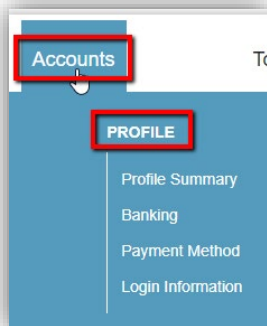 Accounts To
PROFILE
Profile Summary
Banking
Payment Method
Login Information